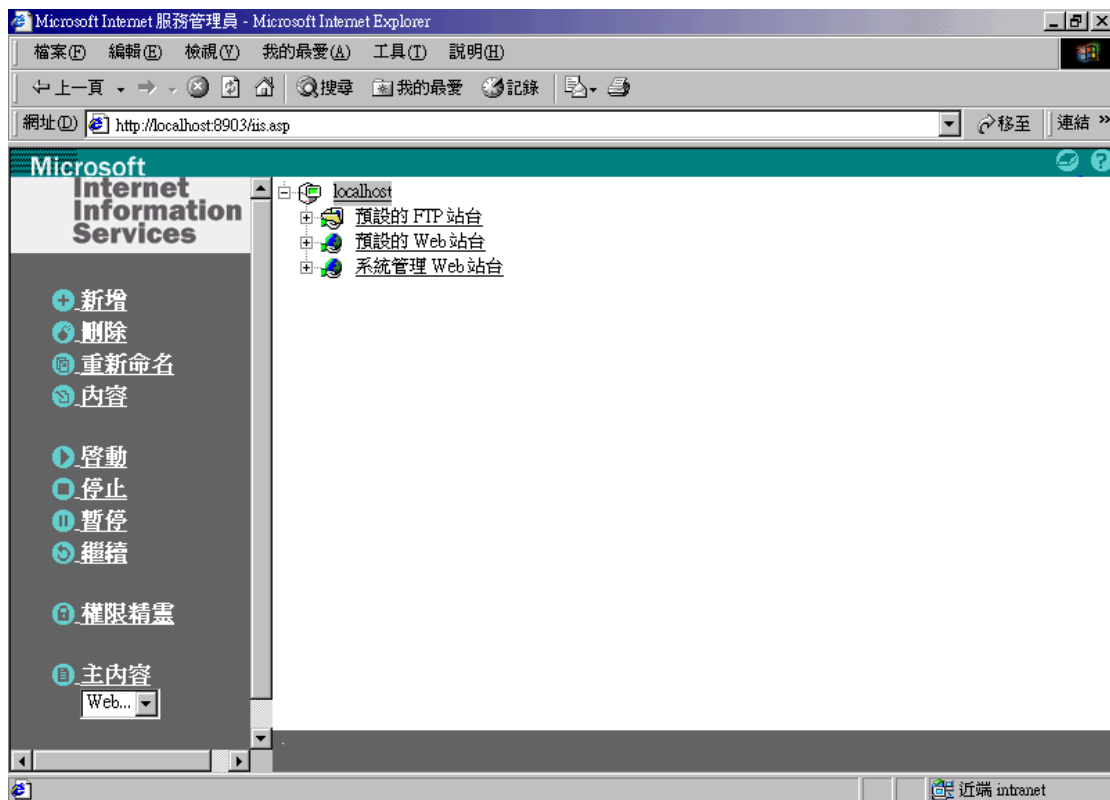 Microsoft Internet 服務管理員 - Microsoft Internet Explorer
檔案(F) 編輯(E) 檢視(V) 我的最愛(A) 工具(T) 說明(H)
上一頁 搜尋 我的最愛 記錄
網址(D) http://localhost:8903/iis.asp 移至 連結 »
Microsoft
Internet
Information
Services
新增
刪除
重新命名
內容
啓動
停止
暫停
繼續
權限精靈
主內容
Web...
localhost
預設的 FTP 站台
預設的 Web 站台
系統管理 Web 站台
近端 intranet